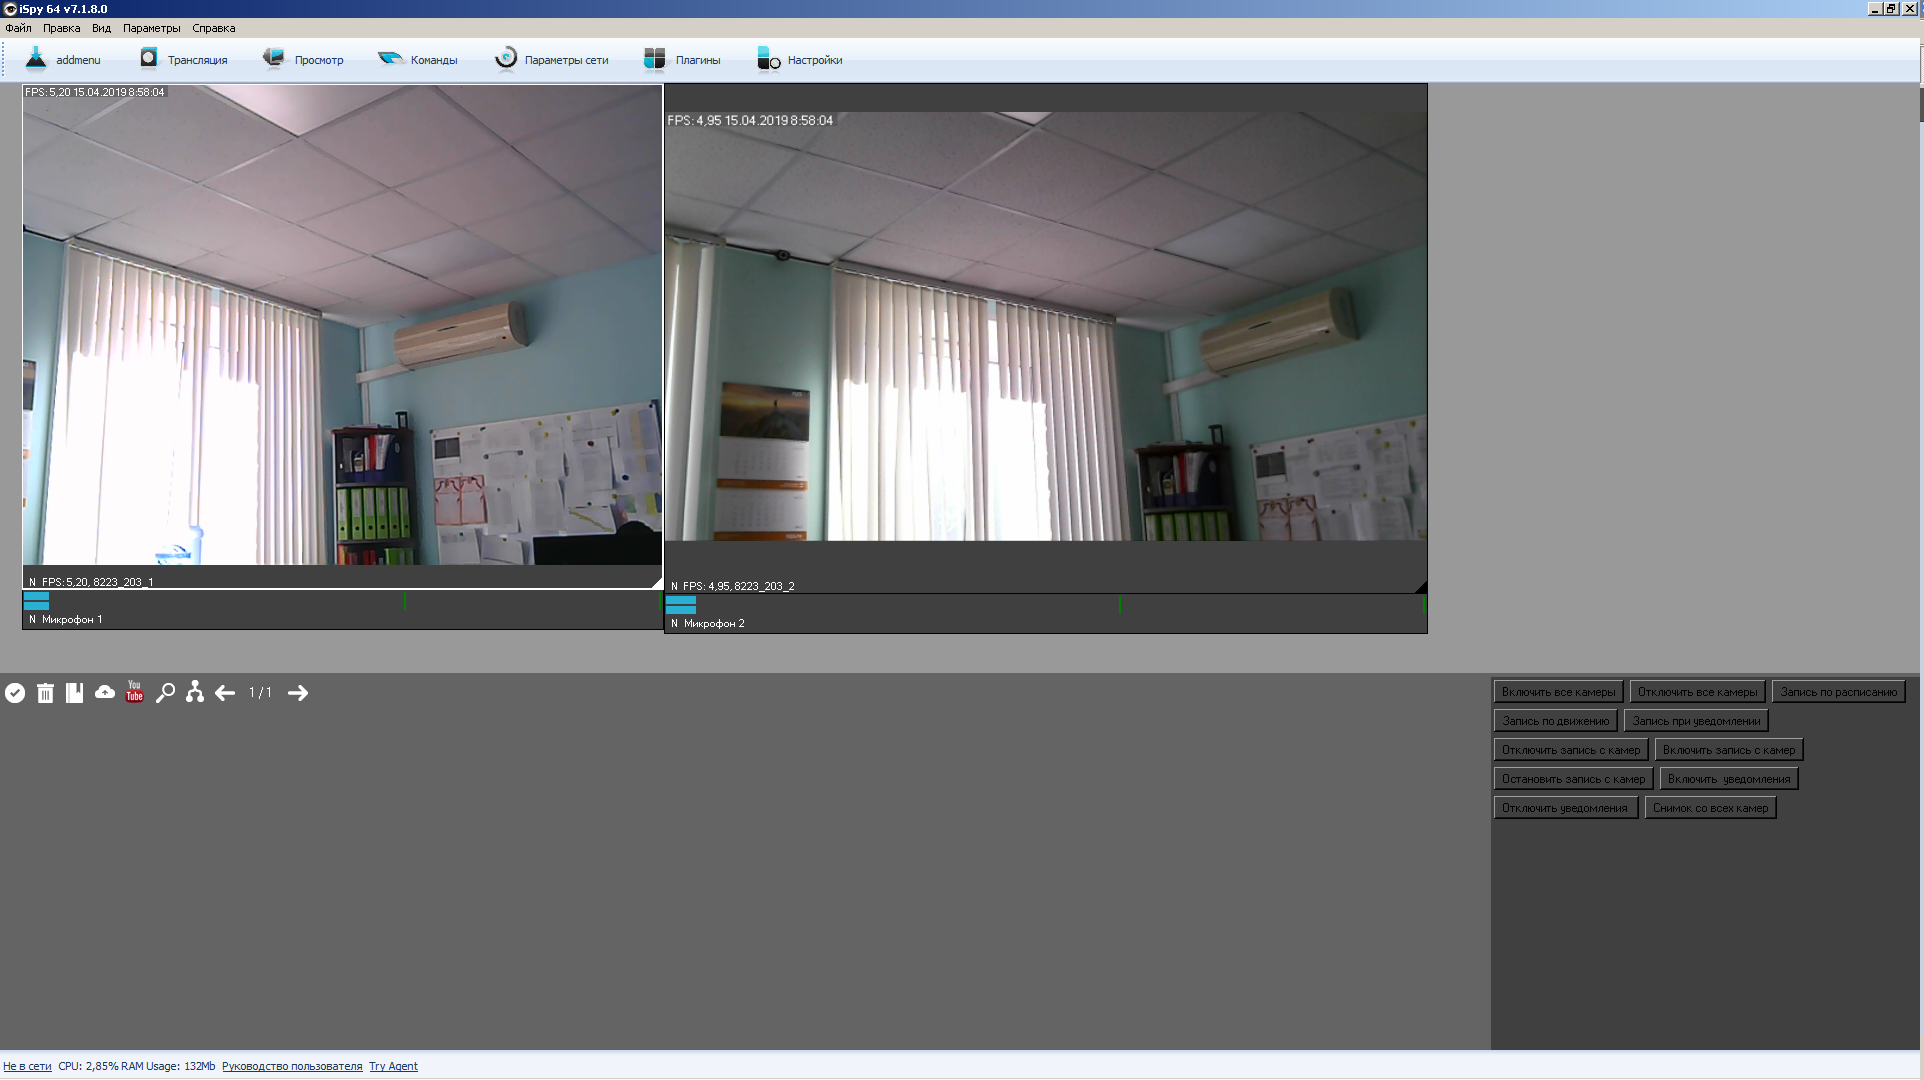 iSpy 64 v7.1.8.0
Файл Правка Вид Параметры Справка
addmenu Трансляция Просмотр Команды Параметры сети Плагины Настройки
FPS: 5,20 15.04.2019 8:58:04
FPS: 4,95 15.04.2019 8:58:04
N FPS: 5,20, 8223_203_1
N FPS: 4,95, 8223_203_2
N Микрофон 1
N Микрофон 2
You Tube
1 / 1
Включить все камеры Отключить все камеры Запись по расписанию
Запись по движению Запись при уведомлении
Отключить запись с камер Включить запись с камер
Остановить запись с камер Включить уведомления
Отключить уведомления Снимок со всех камер
Не в сети CPU: 2,85% RAM Usage: 132Mb Руководство пользователя Try Agent